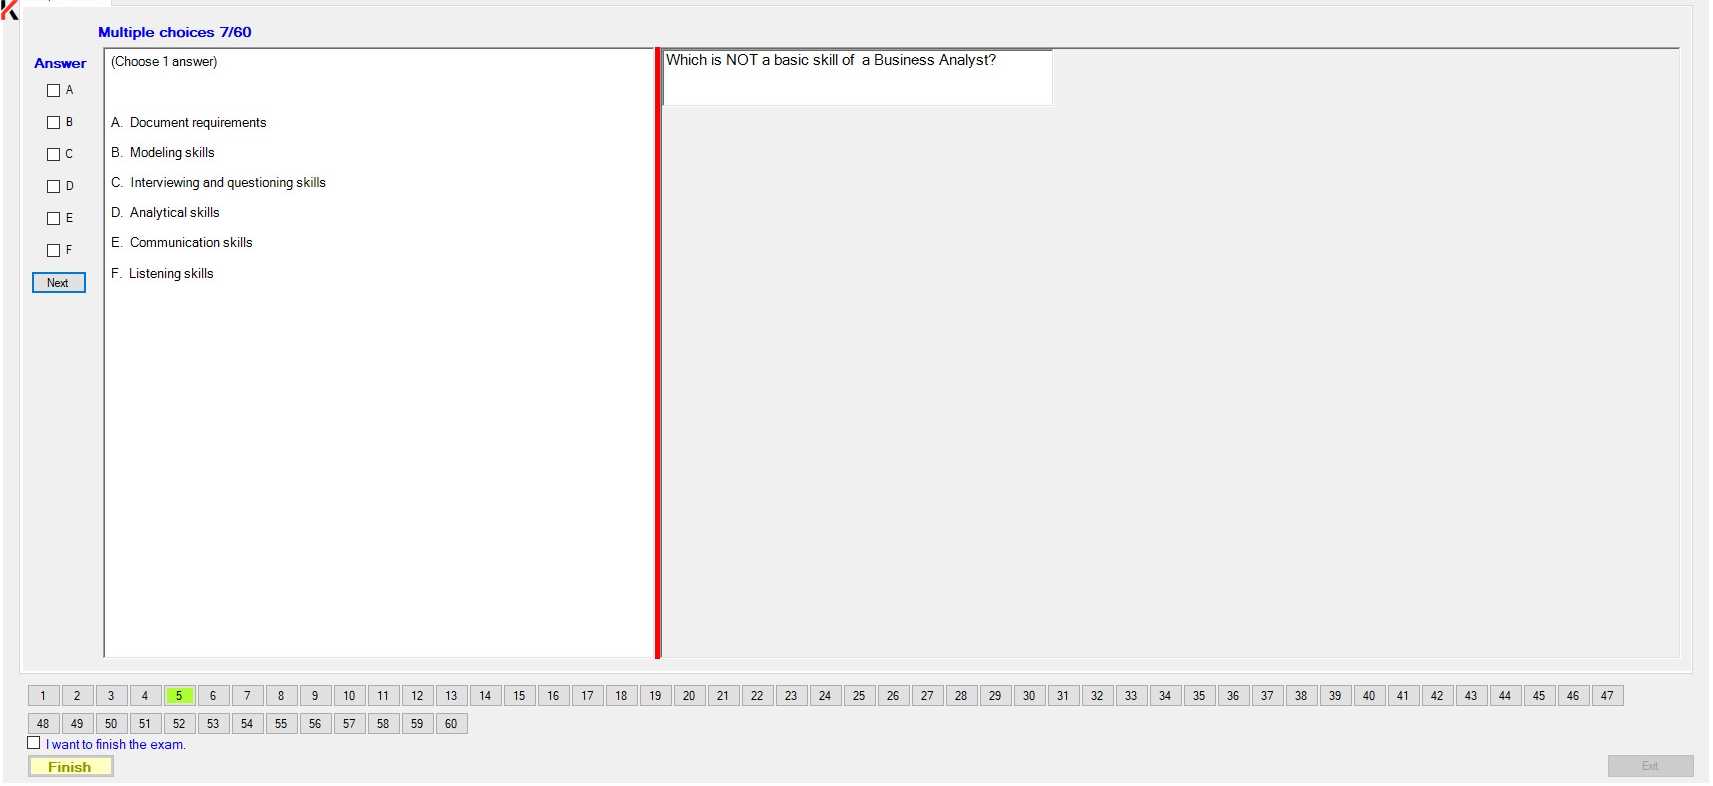 Multiple choices 7/60
Answer
A
B
C
D
E
F
Next
(Choose 1 answer)
A. Document requirements
B. Modeling skills
C. Interviewing and questioning skills
D. Analytical skills
E. Communication skills
F. Listening skills
Which is NOT a basic skill of a Business Analyst?
1 2 3 4 5 6 7 8 9 10 11 12 13 14 15 16 17 18 19 20 21 22 23 24 25 26 27 28 29 30 31 32 33 34 35 36 37 38 39 40 41 42 43 44 45 46 47
48 49 50 51 52 53 54 55 56 57 58 59 60
I want to finish the exam.
Finish
Exit